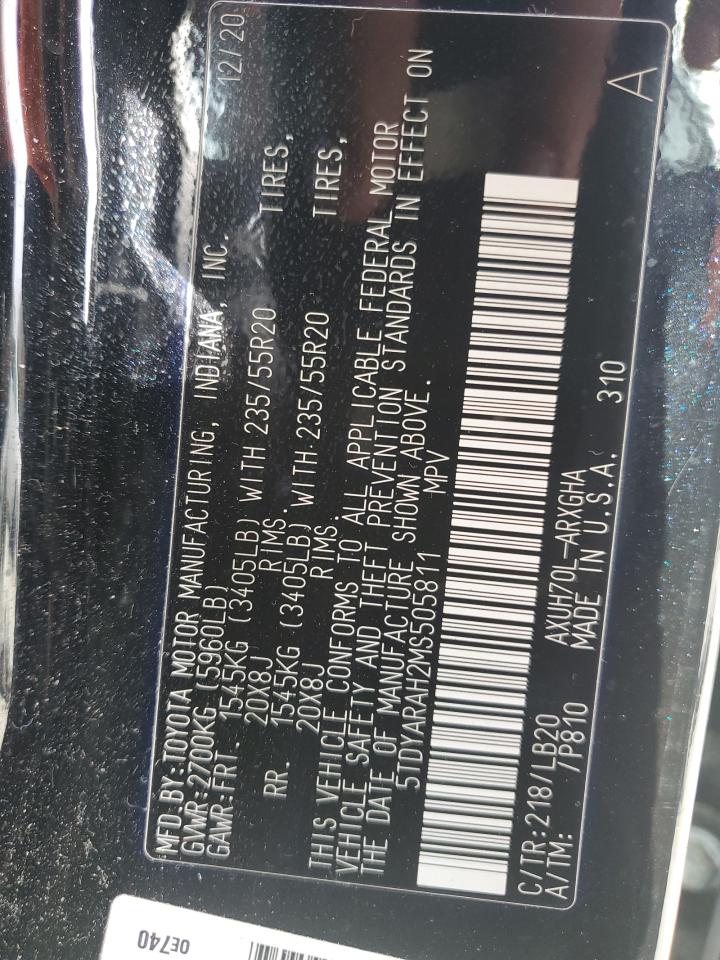 MFD.BY:TOYOTA MOTOR MANUFACTURING, INDIANA, INC. 12/20
GVWR:2700KG (5960LB)
GAWR:FRT. 1545KG (3405LB) WITH 235/55R20 TIRES,
20X8J RIMS.
RR. 1545KG (3405LB) WITH 235/55R20 TIRES,
20X8J RIMS.
THIS VEHICLE CONFORMS TO ALL APPLICABLE FEDERAL MOTOR
VEHICLE SAFETY AND THEFT PREVENTION STANDARDS IN EFFECT ON
THE DATE OF MANUFACTURE SHOWN ABOVE.
5TDYARAH2MS505811 MPV
C/TR:218/LB20 AXUH70L-ARXGHA 310 A
A/TM: 7P810 MADE IN U.S.A.
0E740